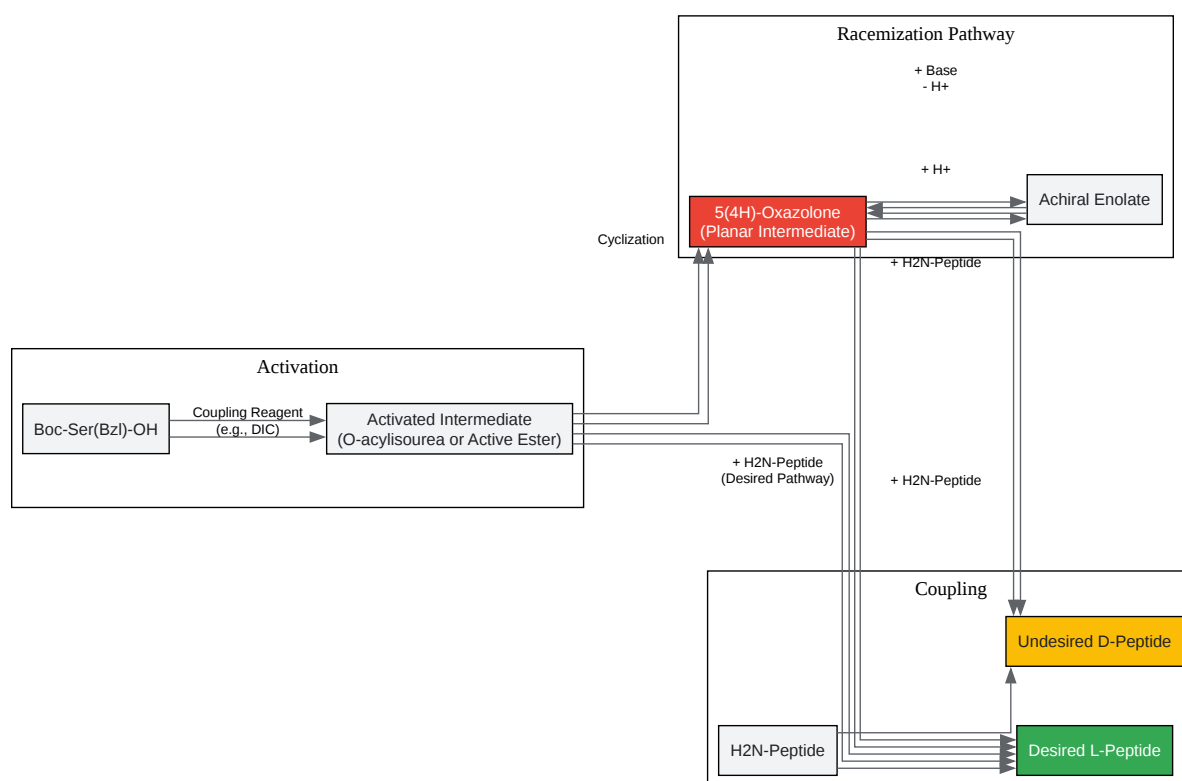 Racemization Pathway
+ Base
- H+
+ H+
Achiral Enolate
5(4H)-Oxazolone
(Planar Intermediate)
Cyclization
+ H2N-Peptide
Activation
Boc-Ser(Bzl)-OH
Coupling Reagent
(e.g., DIC)
Activated Intermediate
(O-acylisourea or Active Ester)
+ H2N-Peptide
(Desired Pathway)
+ H2N-Peptide
Coupling
Undesired D-Peptide
H2N-Peptide
Desired L-Peptide